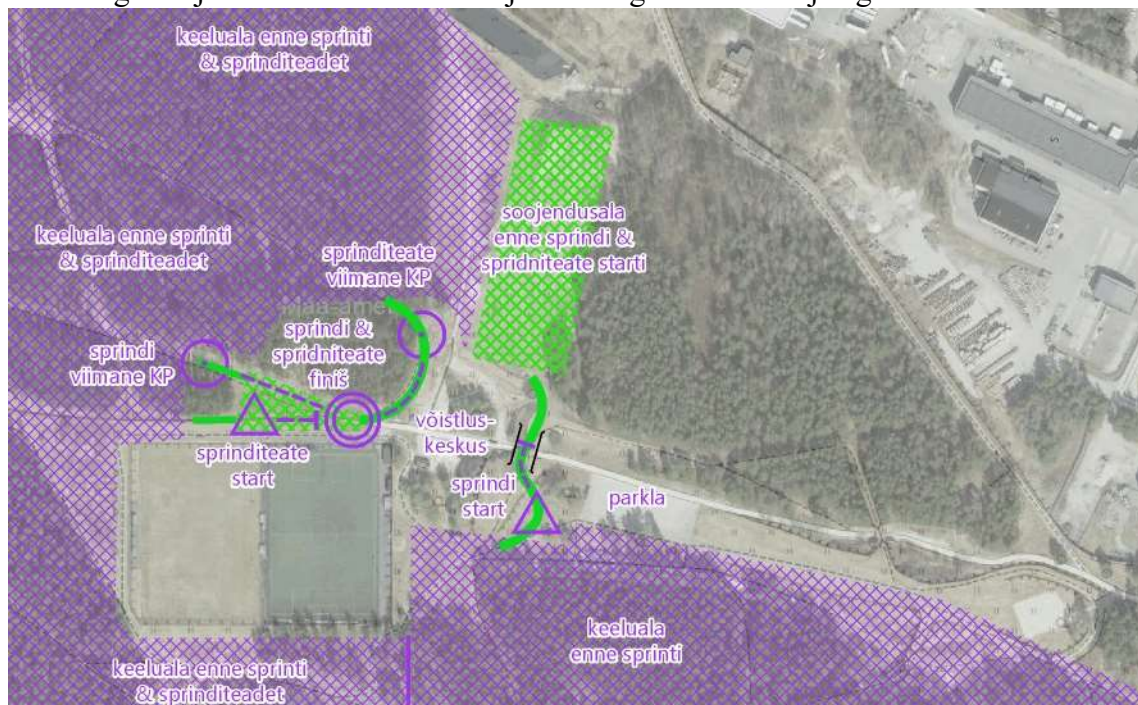 keeluala enne sprinti
& sprinditeadet
keeluala enne sprinti
& sprinditeadet
soojendusala
enne sprindi &
spridniteate starti
sprinditeate
viimane KP
sprindi &
spridniteate
finiš
sprindi
viimane KP
võistlus-
keskus
sprinditeate
start
sprindi
start
parkla
keeluala
enne sprinti
keeluala enne sprinti
& sprinditeadet